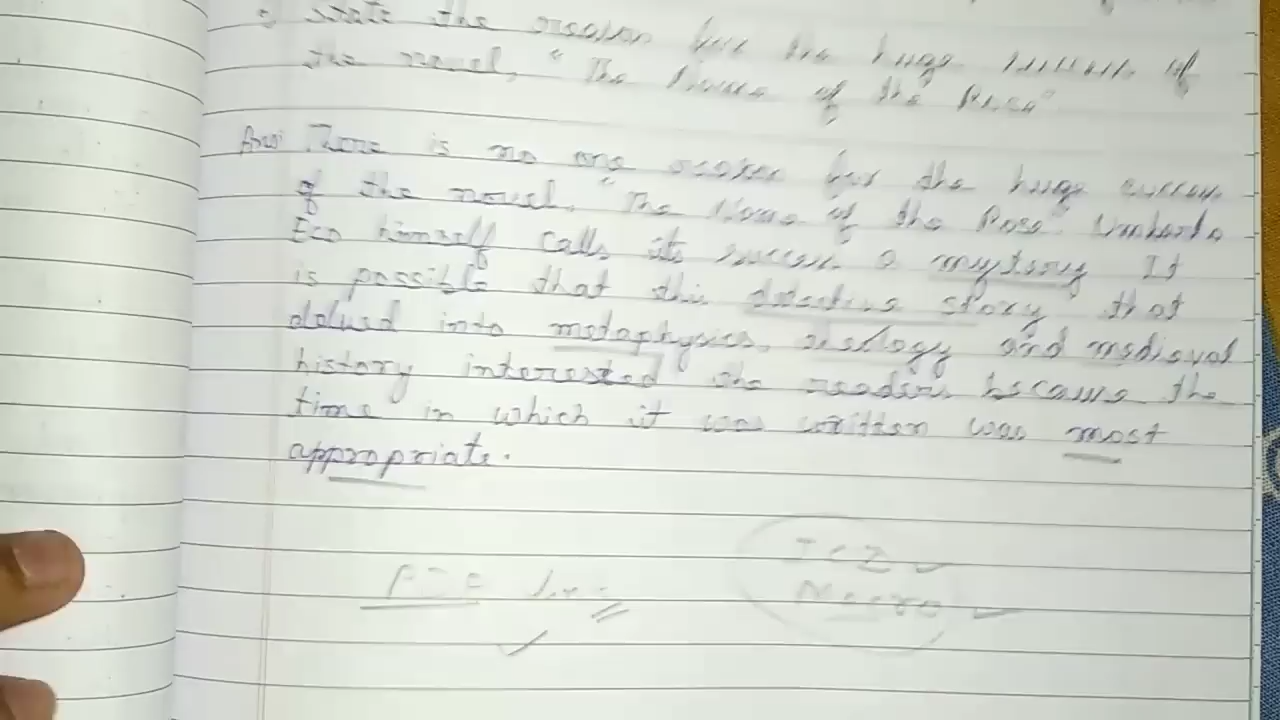 state the reason for the huge success of
the novel, "The Name of the Rose"
Ans: There is no one reason for the huge success
of the novel, "The Name of the Rose". Umberto
Eco himself calls its success a mystery. It
is possible that this detective story that
delved into metaphysics, theology and medieval
history interested the readers because the
time in which it was written was most
appropriate.
PDF